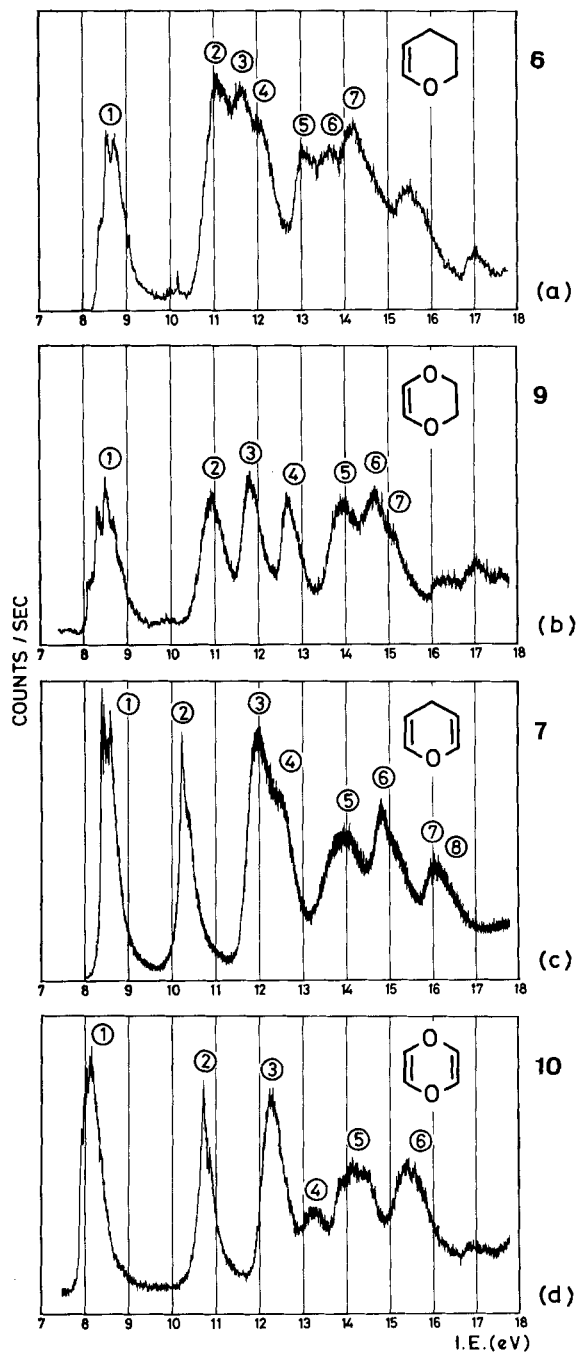 6
② ③ ④ ⑦
① ⑤ ⑥
O
(a)
7 8 9 10 11 12 13 14 15 16 17 18
9
O
O
① ② ③ ④ ⑤ ⑥ ⑦
(b)
7 8 9 10 11 12 13 14 15 16 17 18
COUNTS / SEC
7
O
① ② ③ ④ ⑤ ⑥ ⑦ ⑧
(c)
7 8 9 10 11 12 13 14 15 16 17 18
10
O
O
① ② ③ ④ ⑤ ⑥
(d)
7 8 9 10 11 12 13 14 15 16 17 18
I.E.(eV)